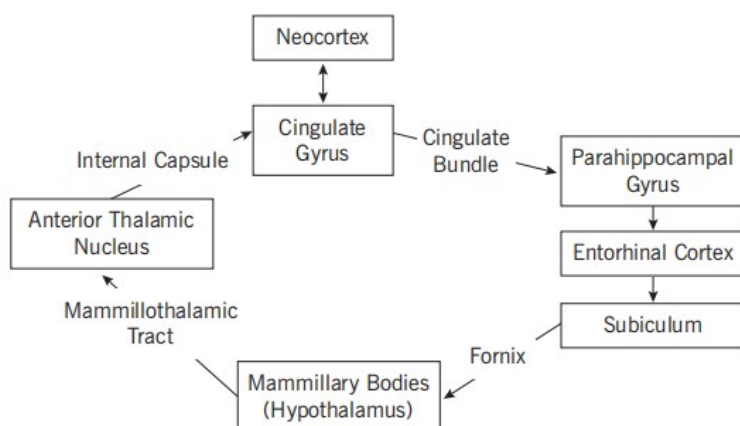 Neocortex
Cingulate
Gyrus
Cingulate
Bundle
Internal Capsule
Parahippocampal
Gyrus
Anterior Thalamic
Nucleus
Entorhinal Cortex
Mammillothalamic
Tract
Subiculum
Fornix
Mammillary Bodies
(Hypothalamus)